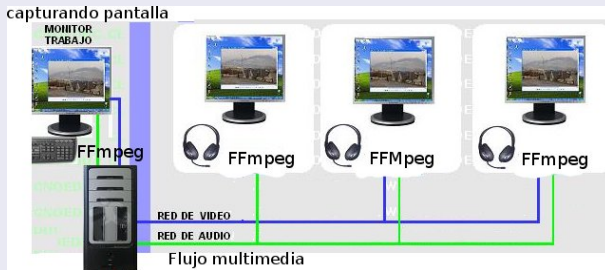 capturando pantalla
MONITOR
TRABAJO
FFmpeg
FFmpeg
FFMpeg
FFmpeg
RED DE VIDEO
RED DE AUDIO
Flujo multimedia